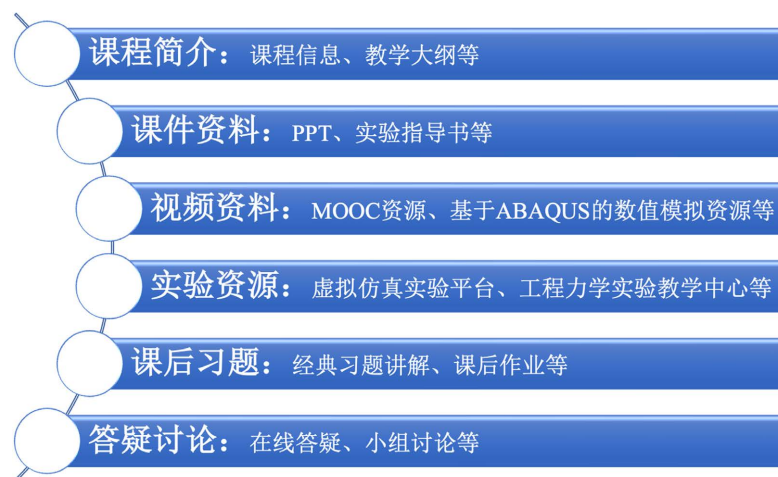 课程简介：课程信息、教学大纲等
课件资料：PPT、实验指导书等
视频资料：MOOC资源、基于ABAQUS的数值模拟资源等
实验资源：虚拟仿真实验平台、工程力学实验教学中心等
课后习题：经典习题讲解、课后作业等
答疑讨论：在线答疑、小组讨论等